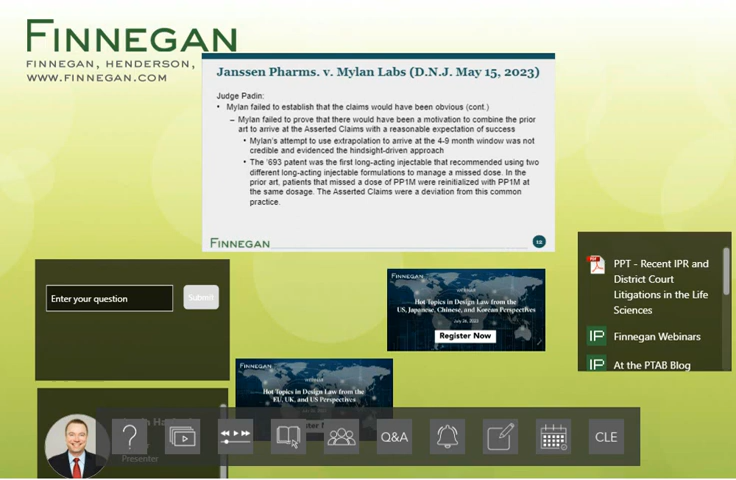 FINNEGAN
FINNEGAN, HENDERSON,
WWW.FINNEGAN.COM
Janssen Pharms. v. Mylan Labs (D.N.J. May 15, 2023)
Judge Padin:
• Mylan failed to establish that the claims would have been obvious (cont.)
– Mylan failed to prove that there would have been a motivation to combine the prior
art to arrive at the Asserted Claims with a reasonable expectation of success
• Mylan's attempt to use extrapolation to arrive at the 4-9 month window was not
credible and evidenced the hindsight-driven approach
• The '693 patent was the first long-acting injectable that recommended using two
different long-acting injectable formulations to manage a missed dose. In the
prior art, patients that missed a dose of PP1M were reinitialized with PP1M at
the same dosage. The Asserted Claims were a deviation from this common
practice.
FINNEGAN
12
Enter your question
Submit
FINNEGAN
WEBINAR
Hot Topics in Design Law from the
US, Japanese, Chinese, and Korean Perspectives
July 26, 2023
Register Now
PDF
PPT - Recent IPR and
District Court
Litigations in the Life
Sciences
IP
Finnegan Webinars
IP
At the PTAB Blog
FINNEGAN
WEBINAR
Hot Topics in Design Law from the
EU, UK, and US Perspectives
Presenter
?
Q&A
CLE